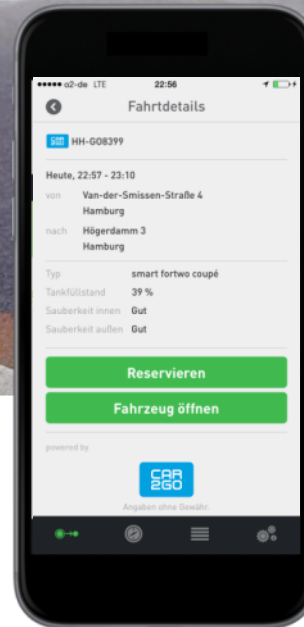 o2-de LTE 22:56
Fahrtdetails
CAR2GO HH-GO8399
Heute, 22:57 - 23:10
von Van-der-Smissen-Straße 4
Hamburg
nach Högerdamm 3
Hamburg
Typ smart fortwo coupé
Tankfüllstand 39 %
Sauberkeit innen Gut
Sauberkeit außen Gut
Reservieren
Fahrzeug öffnen
powered by
CAR
2GO
Angaben ohne Gewähr.